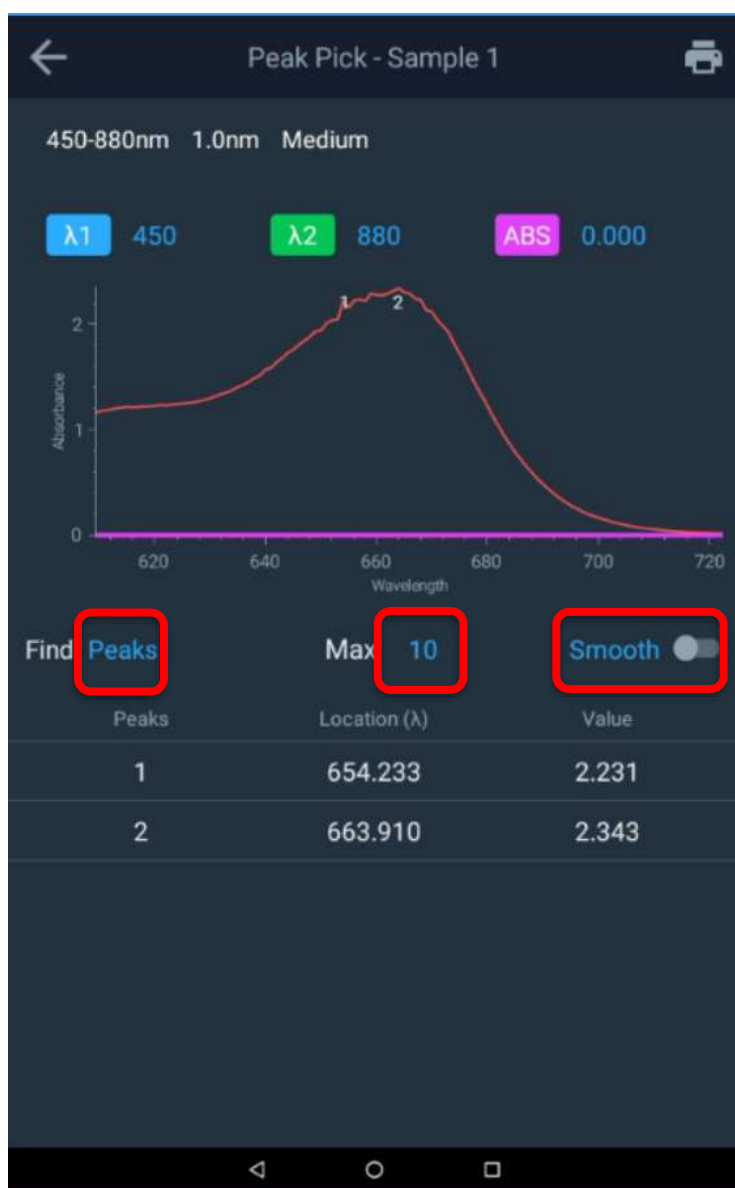 Peak Pick - Sample 1
450-880nm 1.0nm Medium
λ1 450 λ2 880 ABS 0.000
1 2
2
Absorbance
1
0
620 640 660 680 700 720
Wavelength
Find Peaks Max 10 Smooth
Peaks Location (λ) Value
1 654.233 2.231
2 663.910 2.343